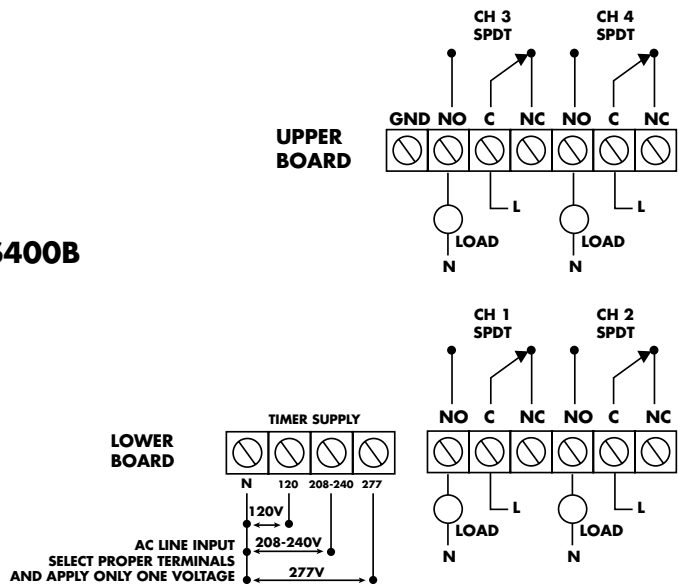 CH 3 SPDT
CH 4 SPDT
GND NO C NC NO C NC
UPPER BOARD
L L
LOAD LOAD
N N
400B
CH 1 SPDT
CH 2 SPDT
TIMER SUPPLY
NO C NC NO C NC
LOWER BOARD
N 120 208-240 277
120V
L L
LOAD LOAD
N N
AC LINE INPUT
208-240V
SELECT PROPER TERMINALS
AND APPLY ONLY ONE VOLTAGE
277V